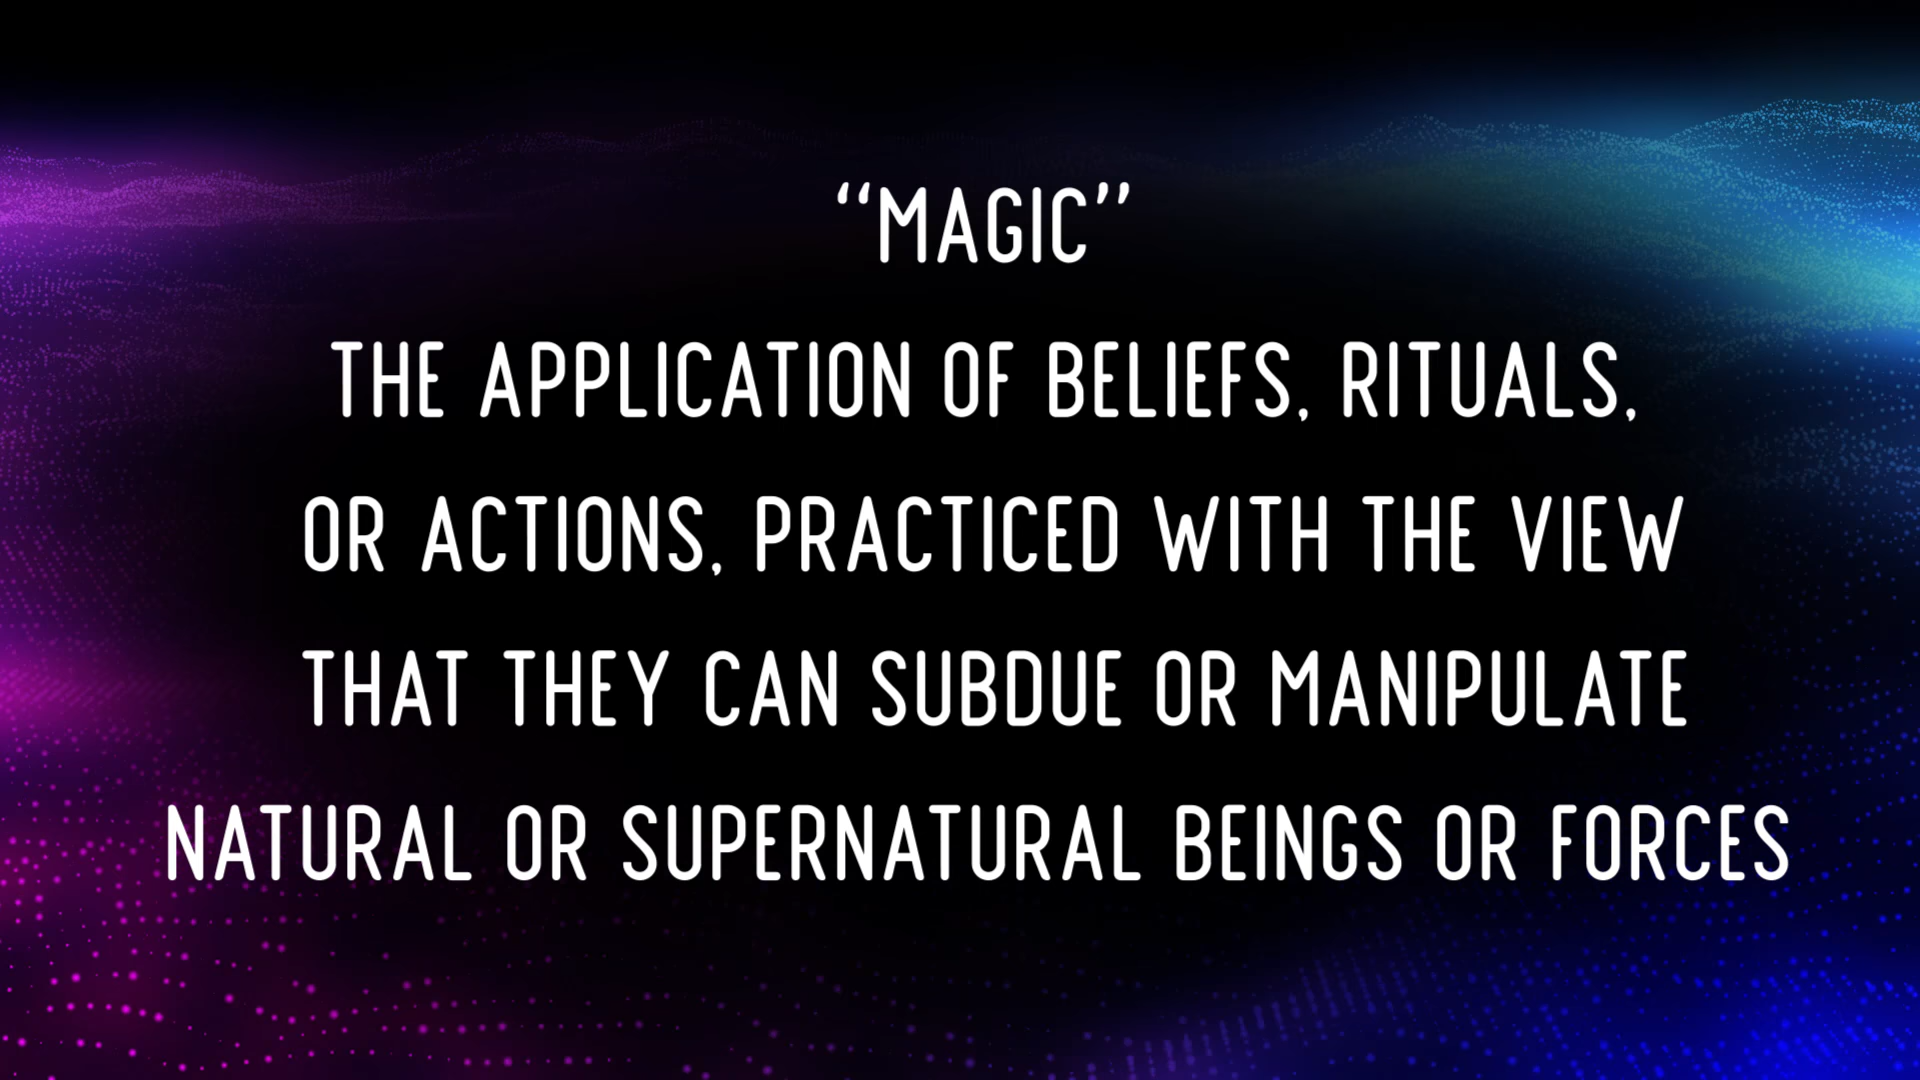 “MAGIC”
THE APPLICATION OF BELIEFS, RITUALS,
OR ACTIONS, PRACTICED WITH THE VIEW
THAT THEY CAN SUBDUE OR MANIPULATE
NATURAL OR SUPERNATURAL BEINGS OR FORCES